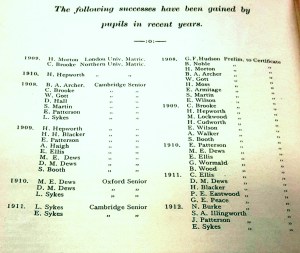 The following successes have been gained by
pupils in recent years.
1909. H. Morton London Univ. Matric.
C. Brooke Northern Univ. Matric.
1910. H. Hepworth " "
1908. B. A. Archer Cambridge Senior
C. Brooke " "
W. Gott " "
D. Hall " "
S. Martin " "
E. Patterson " "
L. Sykes " "
1909. H. Hepworth " "
H. H. Blacker " "
E. Patterson " "
A. Haigh " "
E. Ellis " "
M. E. Dews " "
D. M. Dews " "
S. Booth " "
1910. M. E. Dews Oxford Senior
D. M. Dews " "
L. Sykes " "
1911. L. Sykes Cambridge Senior
E. Sykes " "
1908. G. F. Hudson Prelim. to Certificate
B. Noble " "
H. Morton " "
B. A. Archer " "
W. Gott " "
H. Moss " "
E. Armitage " "
S. Martin " "
E. Wilson " "
1909. C. Brooke " "
H. Hepworth " "
M. Lockwood " "
H. Cudworth " "
E. Wilson " "
A. Walker " "
S. Booth " "
1910. E. Patterson " "
M. E. Dews " "
E. Ellis " "
G. Wormald " "
B. Wood " "
1911. C. Ellis " "
D. M. Dews " "
H. Blacker " "
P. E. Eastwood " "
G. E. Peace " "
1912. N. Burke " "
S. A. Illingworth " "
J. Patterson " "
E. Sykes " "